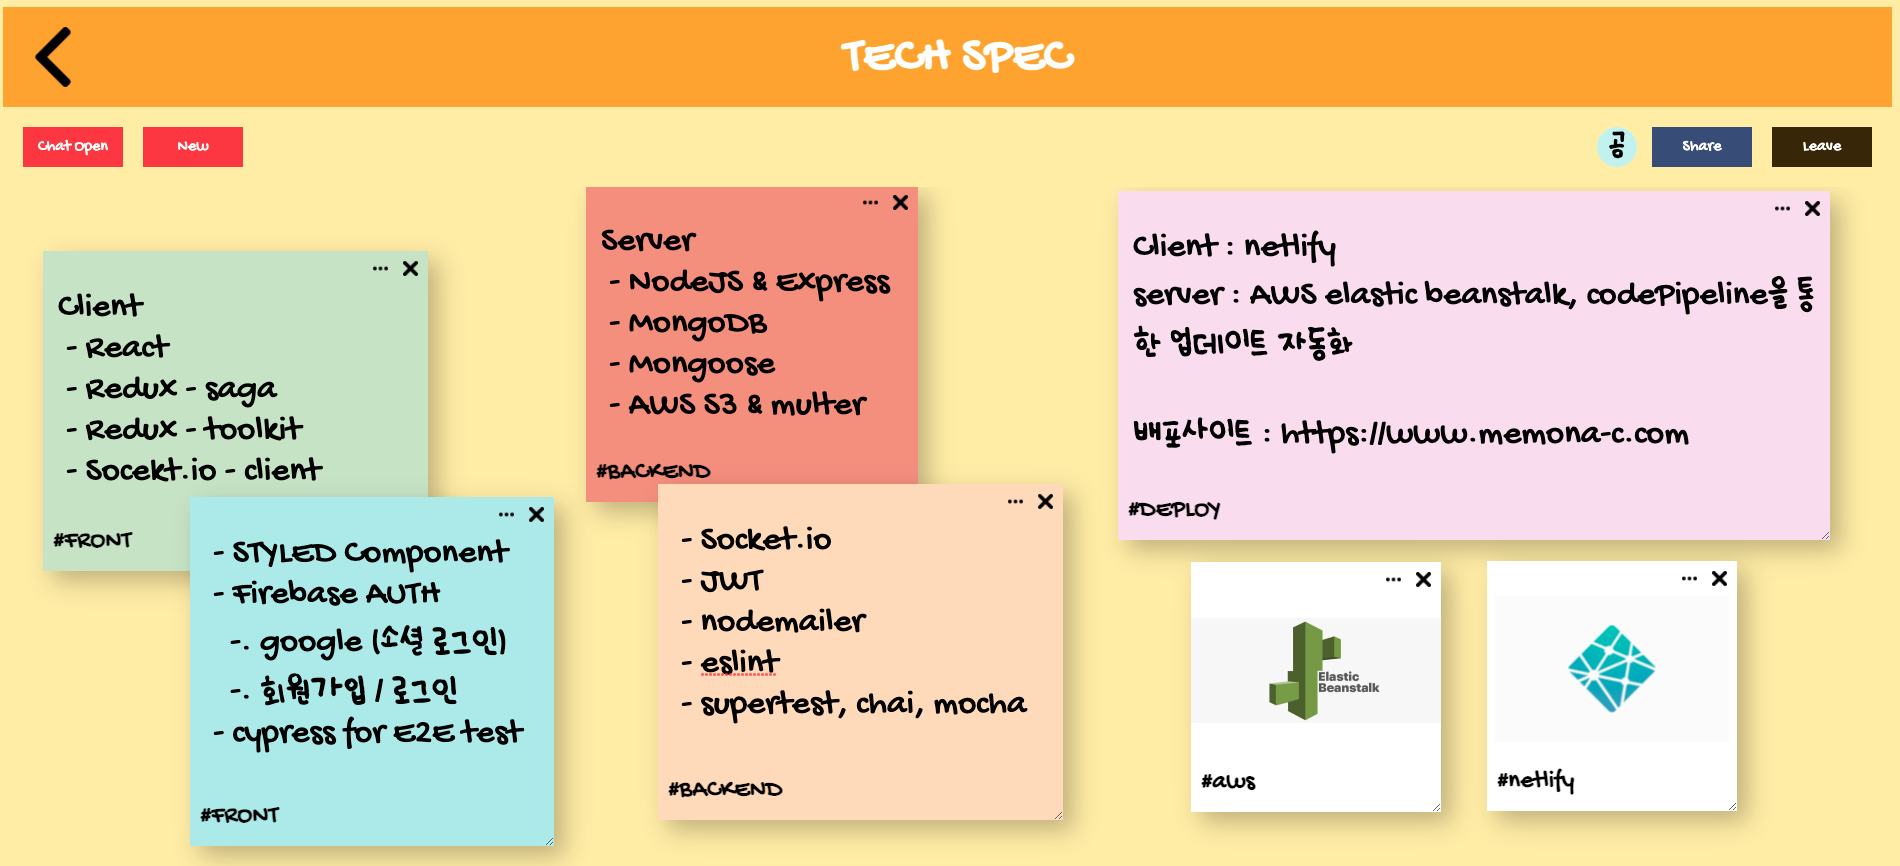 TECH SPEC
Chat Open
New
공
Share
Leave
Client
- React
- Redux - saga
- Redux - toolkit
- Socekt.io - client
#FRONT
- STYLED Component
- Firebase AUTH
-. google (소셜 로그인)
-. 회원가입 / 로그인
- cypress for E2E test
#FRONT
Server
- NodeJS & EXpress
- MongoDB
- Mongoose
- AWS S3 & multer
#BACKEND
- Socket.io
- JWT
- nodemailer
- eslint
- supertest, chai, mocha
#BACKEND
Client : netlify
server : AWS elastic beanstalk, codePipeline을 통
한 업데이트 자동화
배포사이트 : https://www.memona-c.com
#DEPLOY
Elastic
Beanstalk
#aws
#netlify